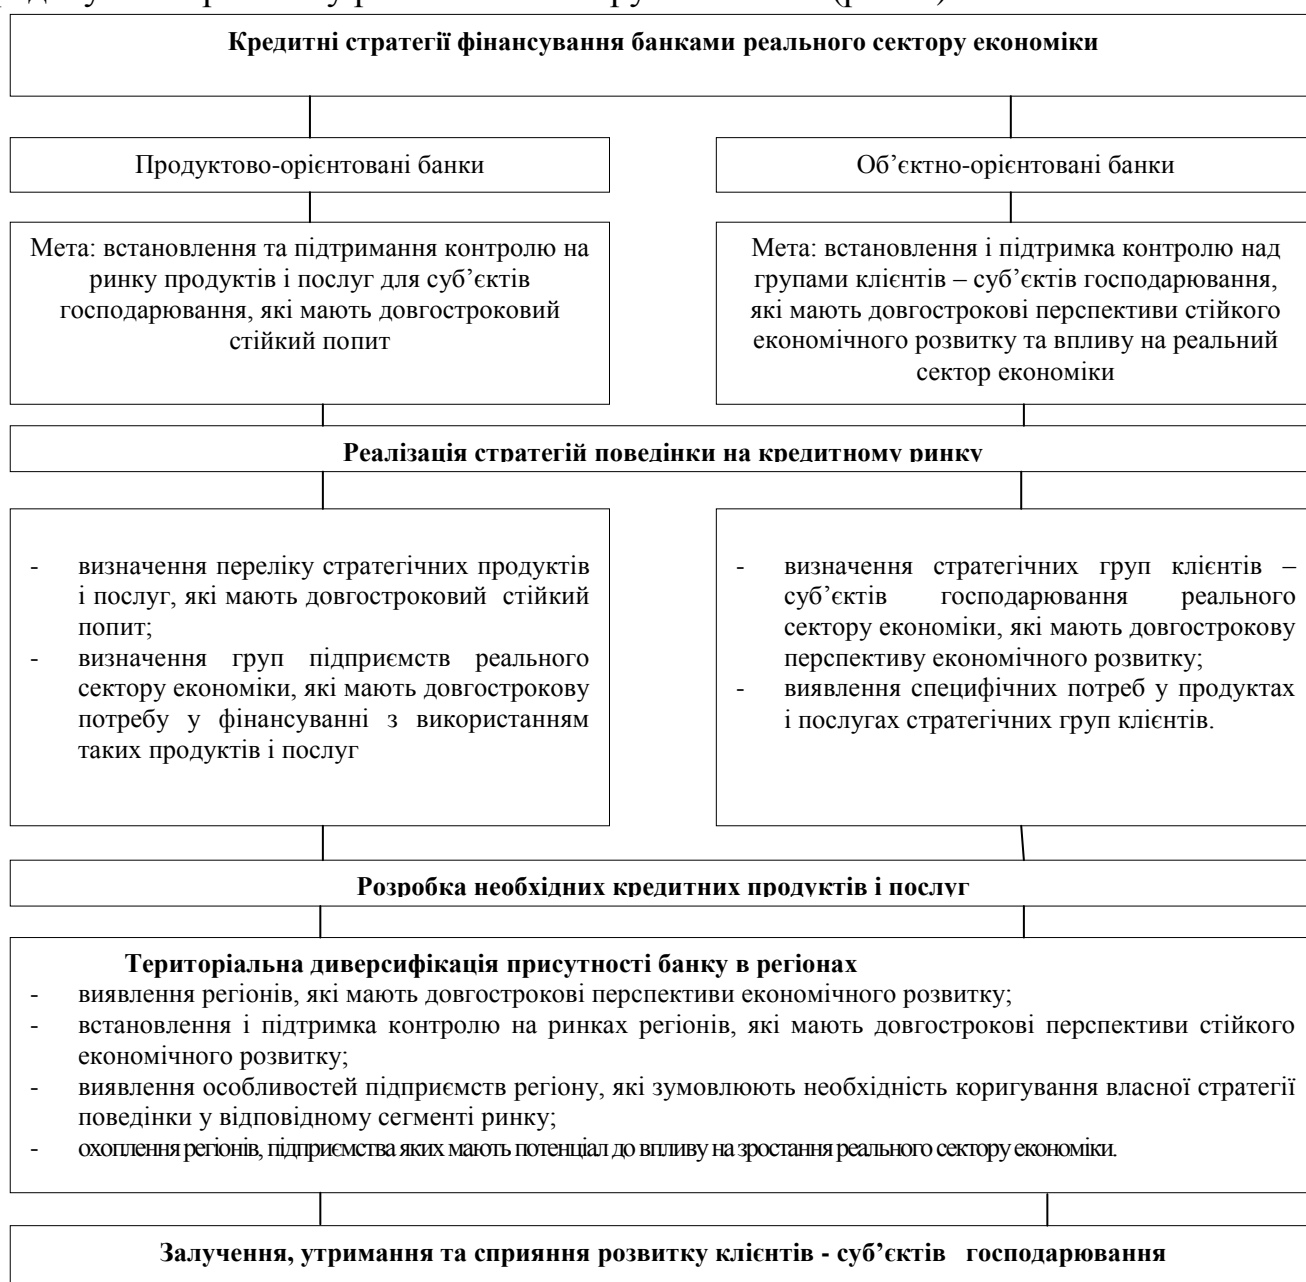 Кредитні стратегії фінансування банками реального сектору економіки
Продуктово-орієнтовані банки
Об’єктно-орієнтовані банки
Мета: встановлення та підтримання контролю на
ринку продуктів і послуг для суб’єктів
господарювання, які мають довгостроковий
стійкий попит
Мета: встановлення і підтримка контролю над
групами клієнтів – суб’єктів господарювання,
які мають довгострокові перспективи стійкого
економічного розвитку та впливу на реальний
сектор економіки
Реалізація стратегій поведінки на кредитному ринку
- визначення переліку стратегічних продуктів
і послуг, які мають довгостроковий стійкий
попит;
- визначення груп підприємств реального
сектору економіки, які мають довгострокову
потребу у фінансуванні з використанням
таких продуктів і послуг
- визначення стратегічних груп клієнтів –
суб’єктів господарювання реального
сектору економіки, які мають довгострокову
перспективу економічного розвитку;
- виявлення специфічних потреб у продуктах
і послугах стратегічних груп клієнтів.
Розробка необхідних кредитних продуктів і послуг
Територіальна диверсифікація присутності банку в регіонах
- виявлення регіонів, які мають довгострокові перспективи економічного розвитку;
- встановлення і підтримка контролю на ринках регіонів, які мають довгострокові перспективи стійкого
економічного розвитку;
- виявлення особливостей підприємств регіону, які зумовлюють необхідність коригування власної стратегії
поведінки у відповідному сегменті ринку;
- охоплення регіонів, підприємства яких мають потенціал до впливу на зростання реального сектору економіки.
Залучення, утримання та сприяння розвитку клієнтів - суб’єктів господарювання